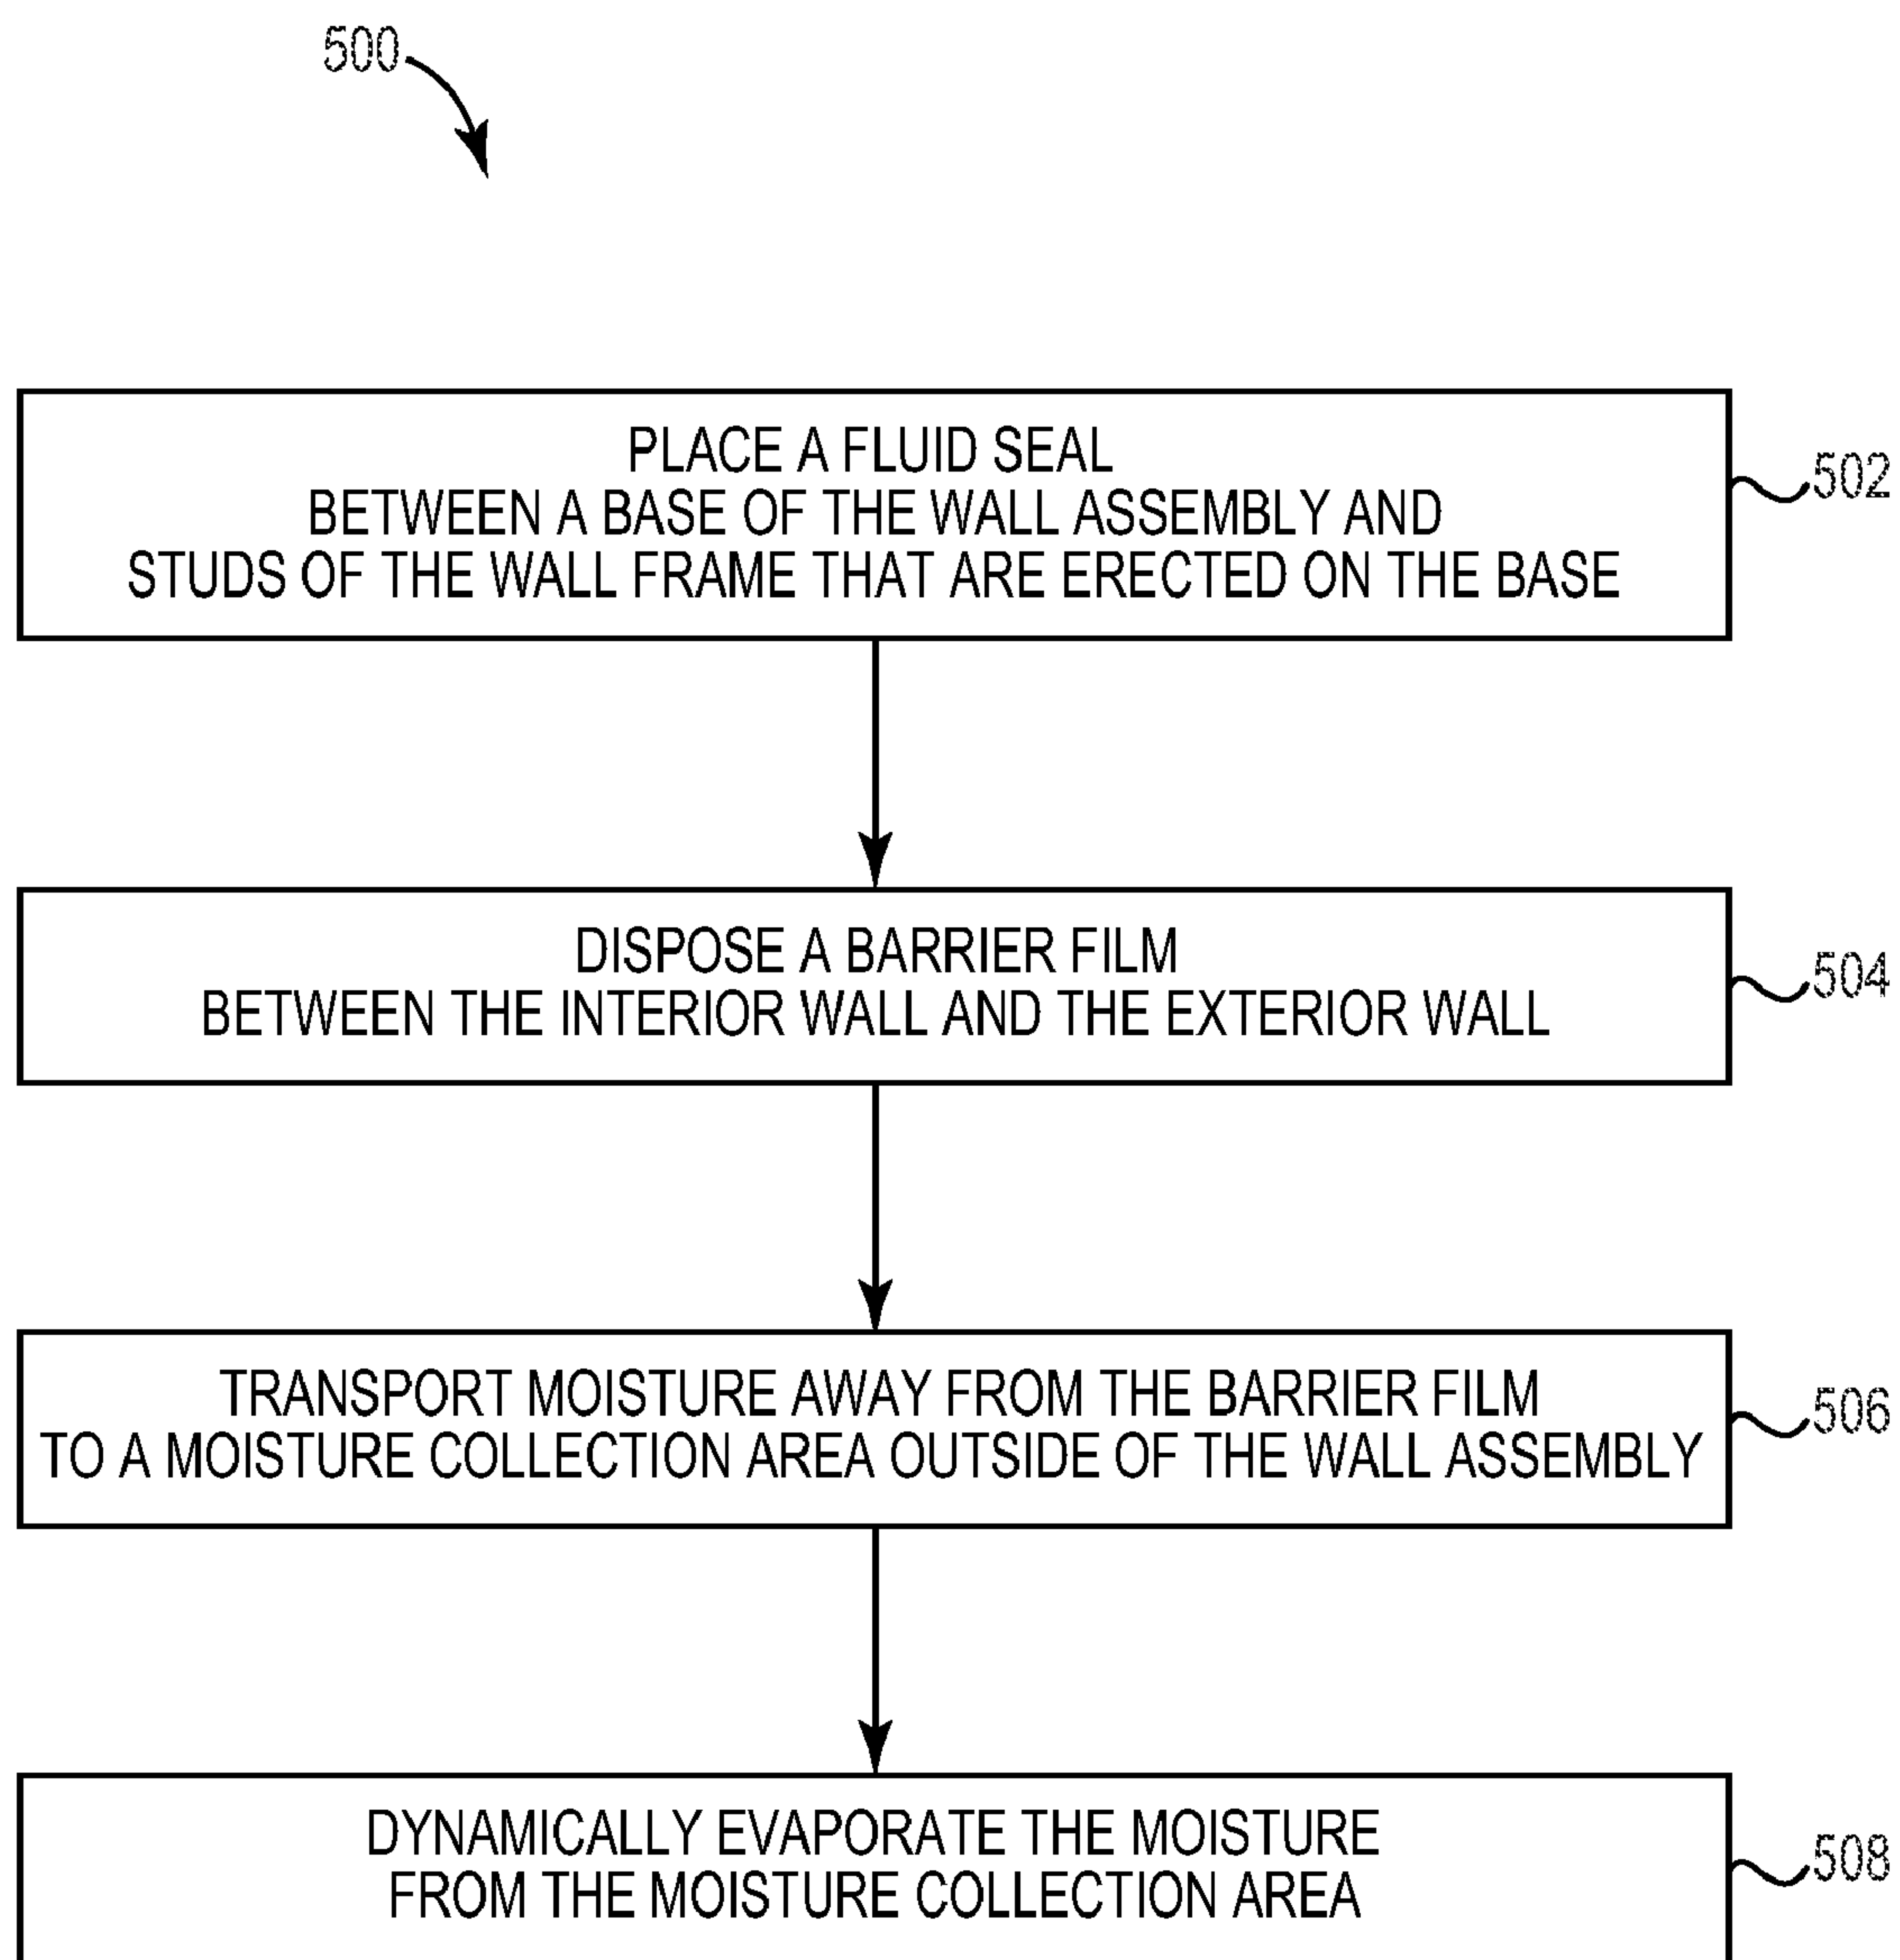 500
PLACE A FLUID SEAL
BETWEEN A BASE OF THE WALL ASSEMBLY AND
STUDS OF THE WALL FRAME THAT ARE ERECTED ON THE BASE
502
DISPOSE A BARRIER FILM
BETWEEN THE INTERIOR WALL AND THE EXTERIOR WALL
504
TRANSPORT MOISTURE AWAY FROM THE BARRIER FILM
TO A MOISTURE COLLECTION AREA OUTSIDE OF THE WALL ASSEMBLY
506
DYNAMICALLY EVAPORATE THE MOISTURE
FROM THE MOISTURE COLLECTION AREA
508